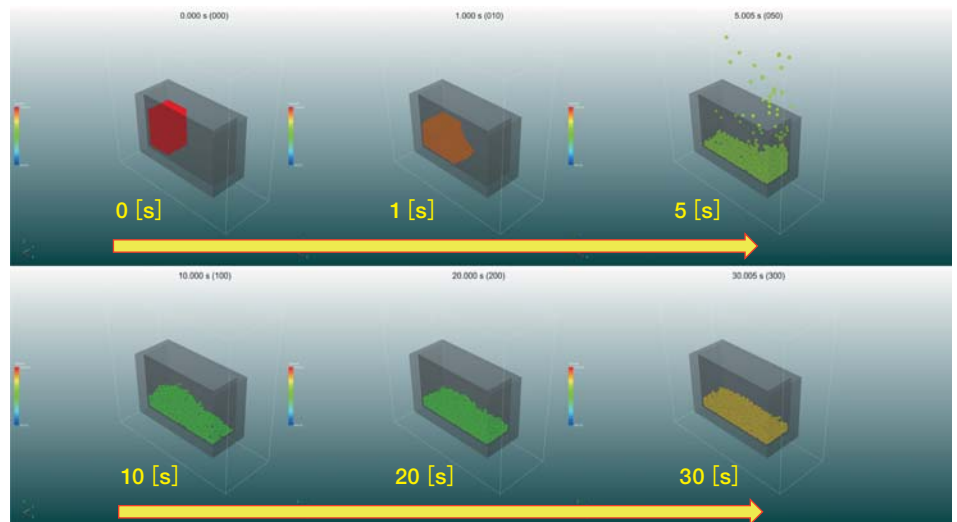 0.000 s (000)
1.000 s (010)
5.005 s (050)
0 [s]
1 [s]
5 [s]
10.000 s (100)
20.000 s (200)
30.005 s (300)
10 [s]
20 [s]
30 [s]